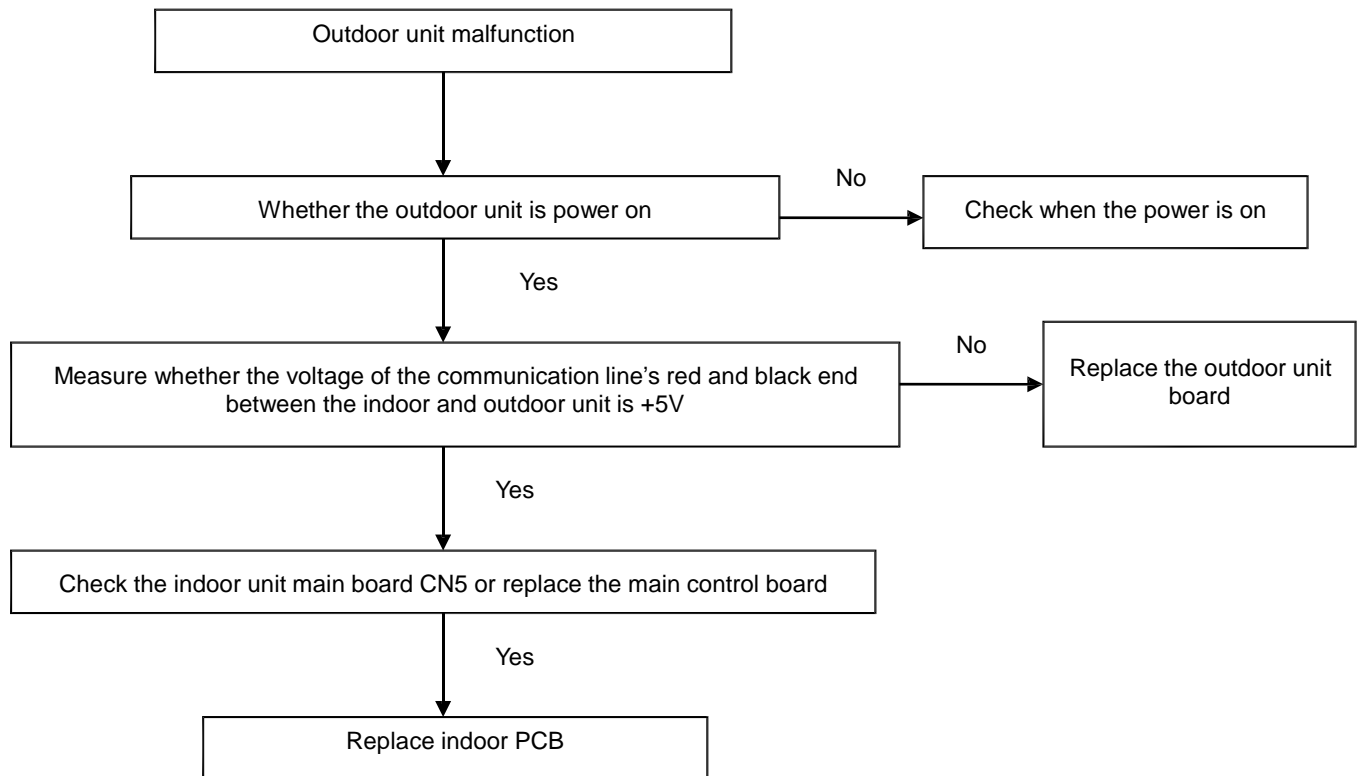 Outdoor unit malfunction
Whether the outdoor unit is power on
No
Check when the power is on
Yes
Measure whether the voltage of the communication line's red and black end
between the indoor and outdoor unit is +5V
No
Replace the outdoor unit
board
Yes
Check the indoor unit main board CN5 or replace the main control board
Yes
Replace indoor PCB